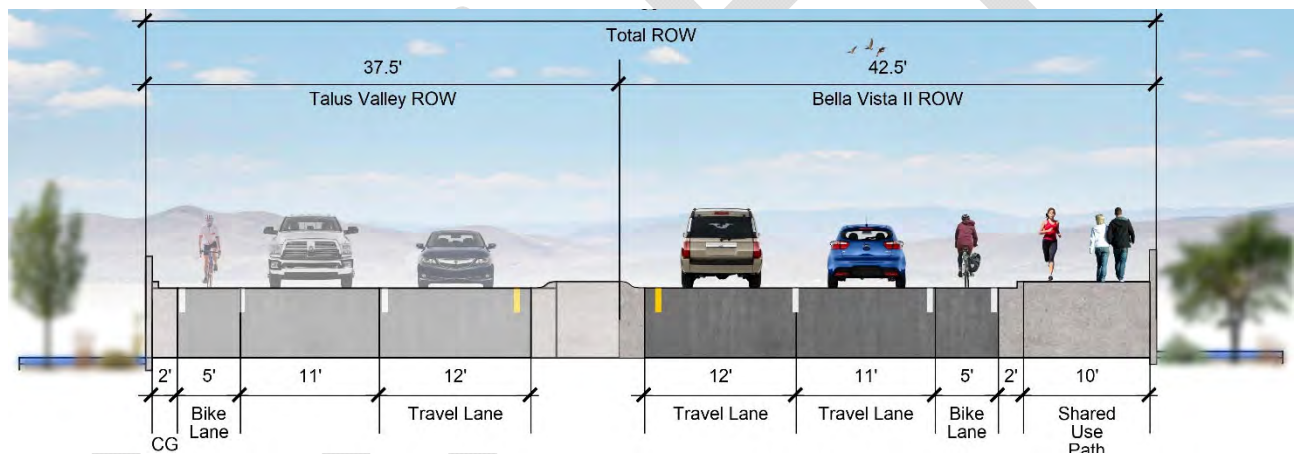 Total ROW
37.5' 42.5'
Talus Valley ROW Bella Vista II ROW
2' 5' 11' 12' 12' 11' 5' 2' 10'
Bike Lane
Travel Lane
Travel Lane
Travel Lane
Bike Lane
Shared Use Path
CG